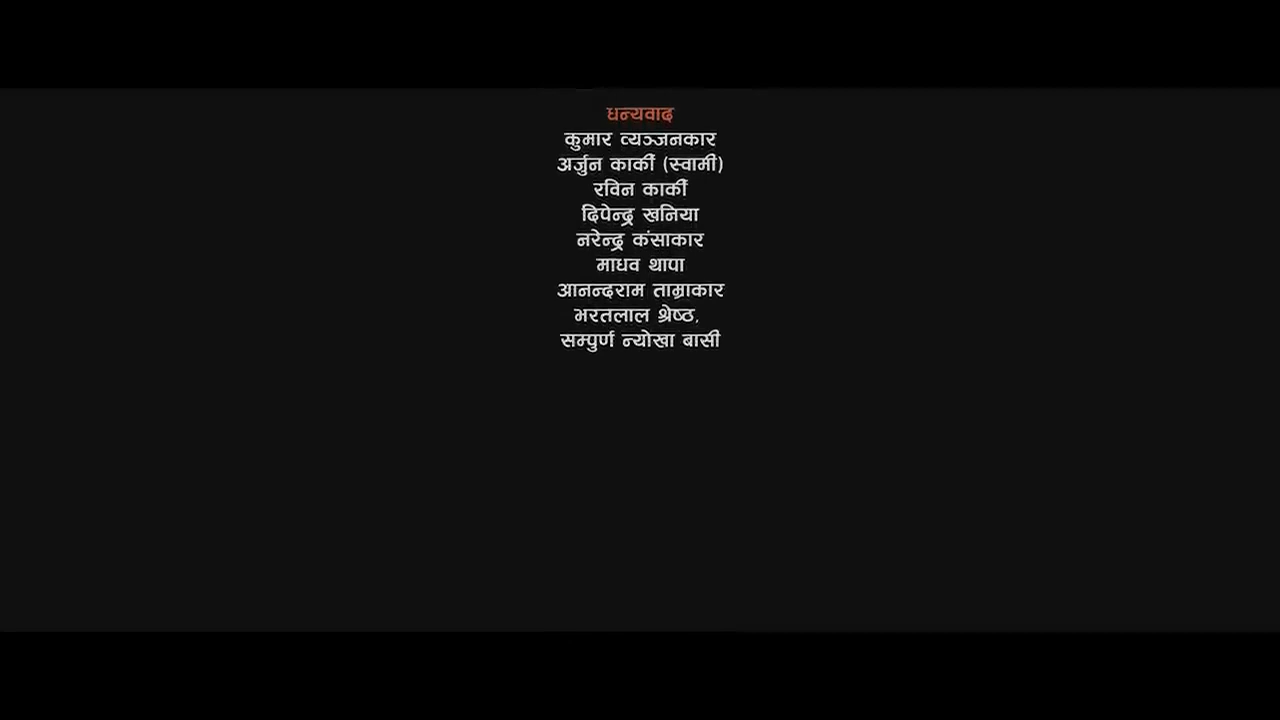 धन्यवाद
कुमार व्यञ्जनकार
अर्जुन कार्की (स्वामी)
रविन कार्की
दिपेन्द्र खनिया
नरेन्द्र कंसाकार
माधव थापा
आनन्दराम ताम्राकार
भरतलाल श्रेष्ठ,
सम्पुर्ण न्योखा बासी